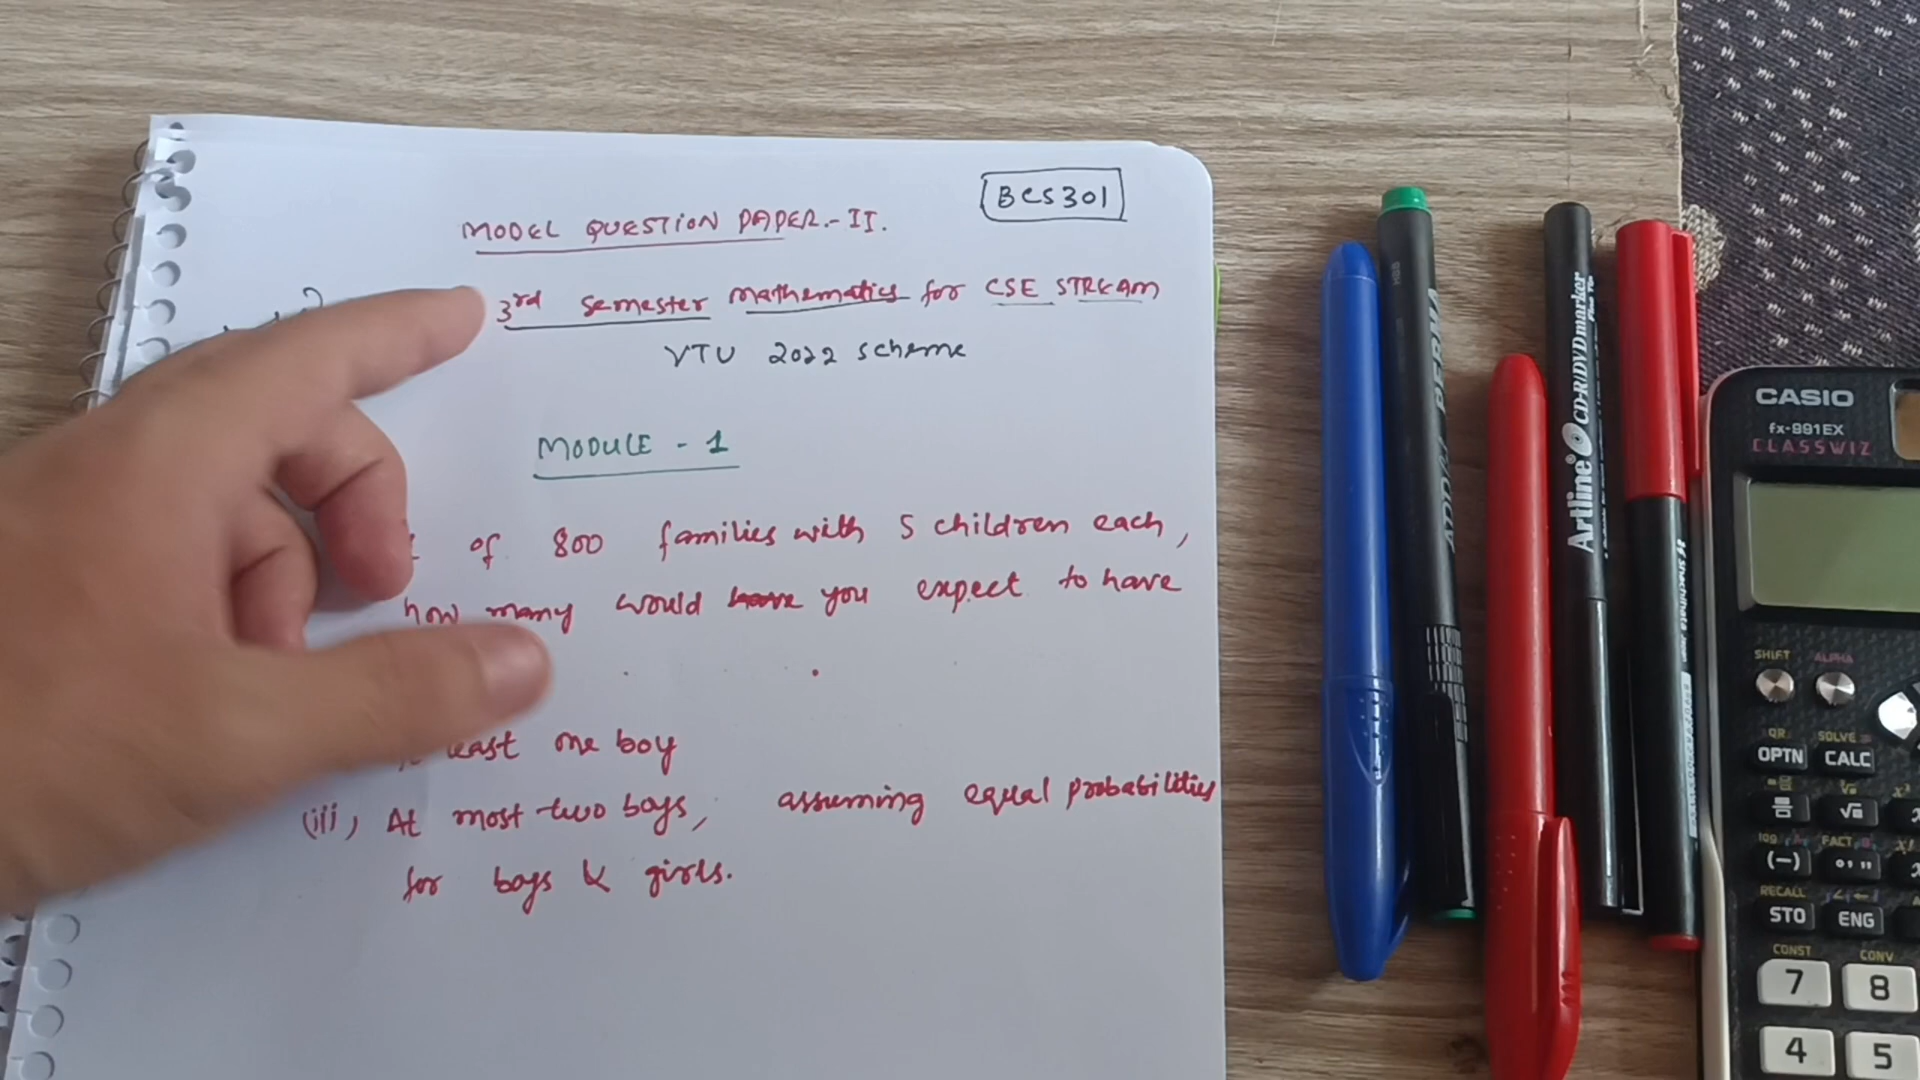 BCS301
MODEL QUESTION PAPER.-II.
3rd semester mathematics for CSE STREAM
VTU 2022 scheme
MODULE - 1
of 800 families with 5 children each,
how many would have you expect to have
least one boy
(iii) At most two boys, assuming equal probabilities
for boys & girls.
Artline CD-R/DVD marker
CASIO
fx-991EX
CLASSWIZ
SHIFT ALPHA
SOLVE
OPTN CALC
log FACT
(-)
RECALL
STO ENG
CONST CONV
7 8
4 5